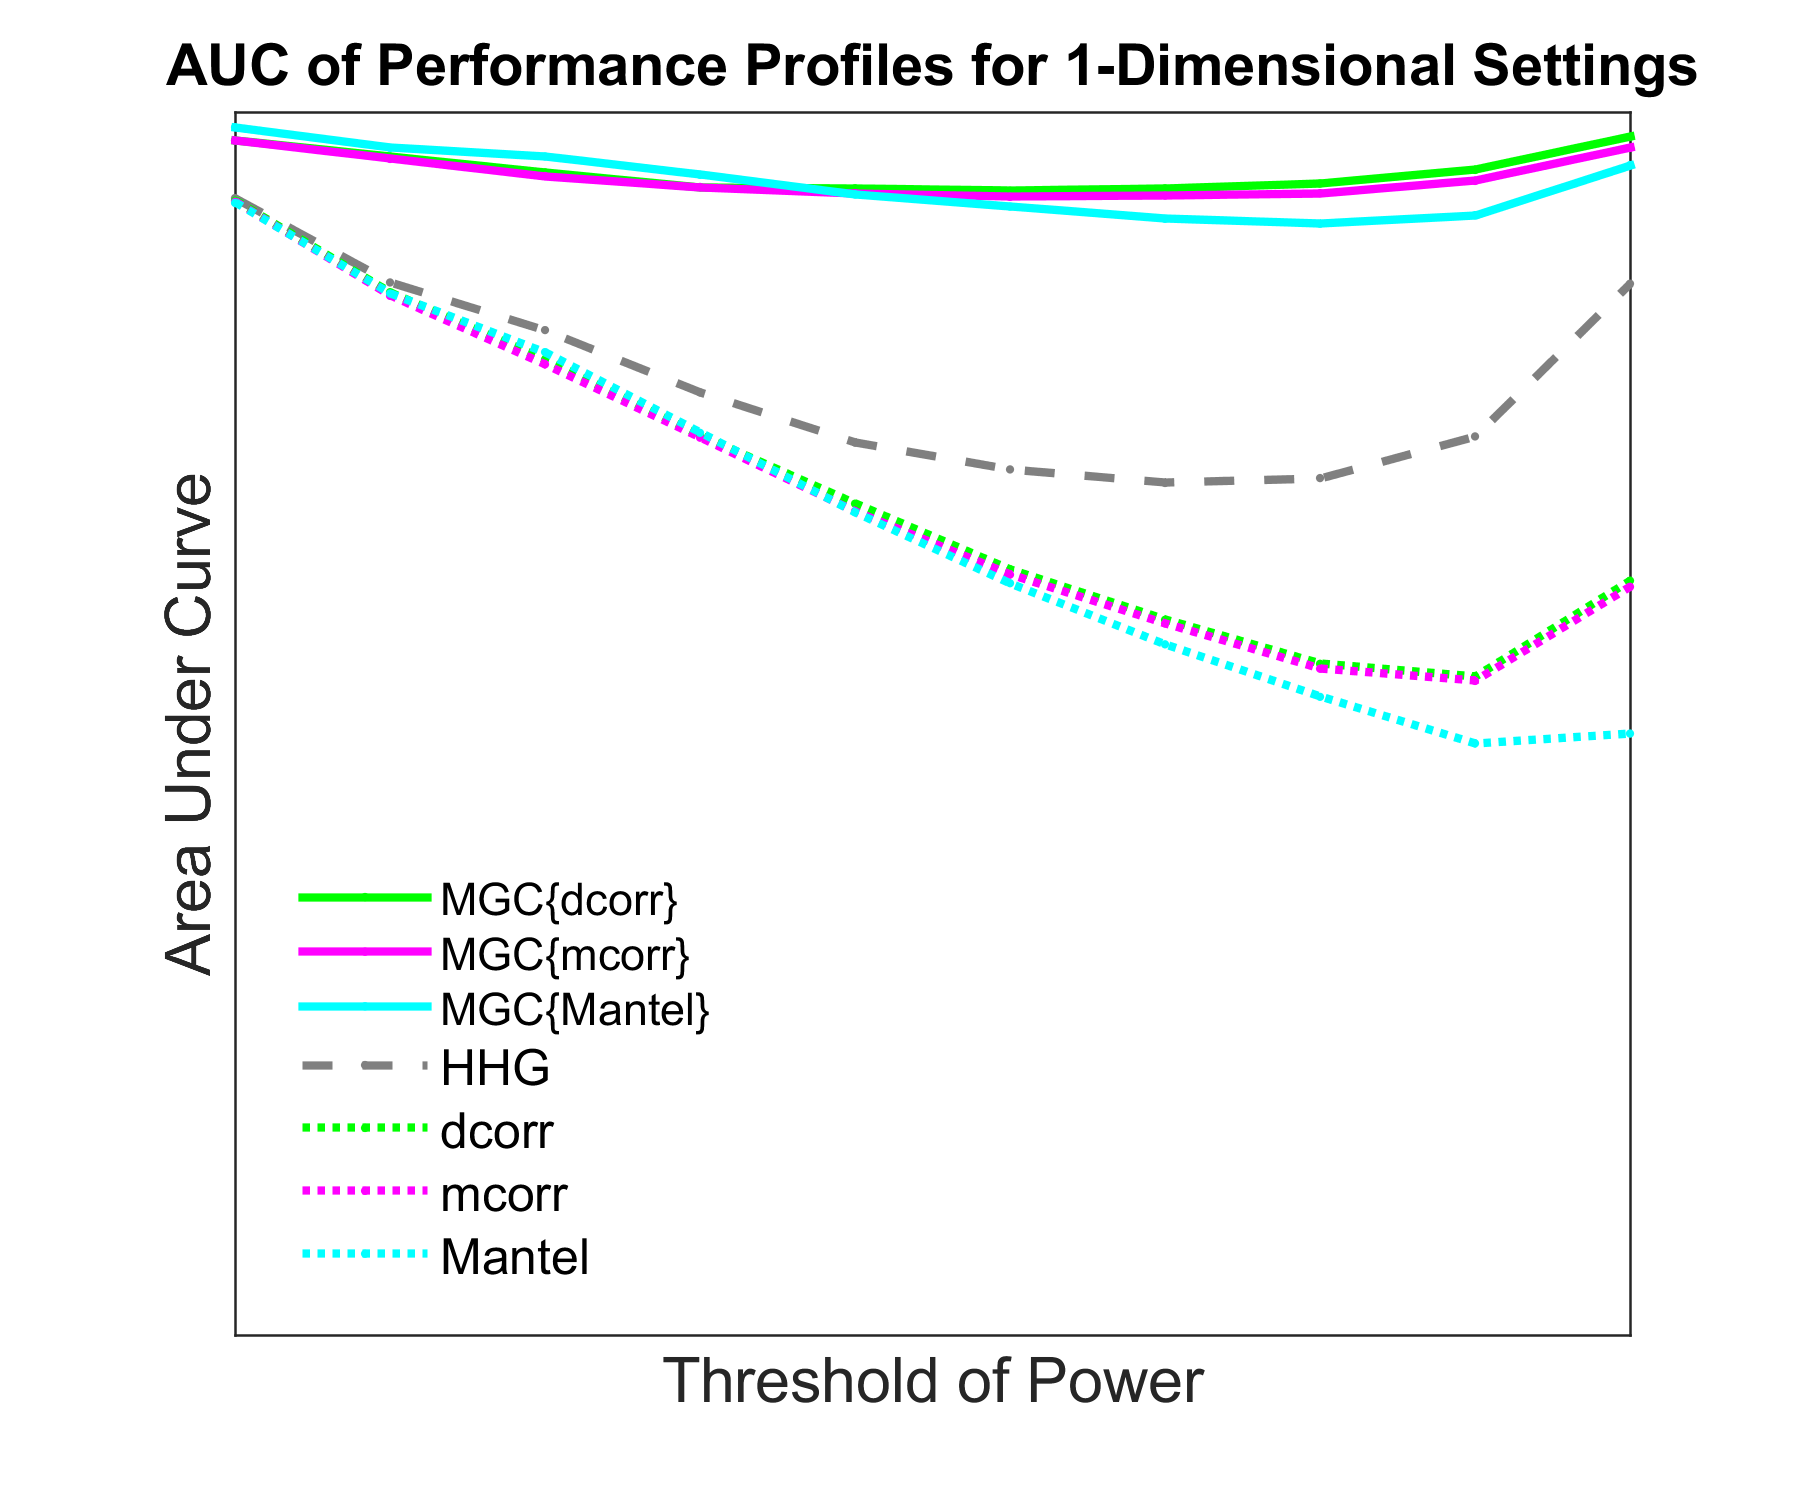 AUC of Performance Profiles for 1-Dimensional Settings
Area Under Curve
MGC{dcorr}
MGC{mcorr}
MGC{Mantel}
HHG
dcorr
mcorr
Mantel
Threshold of Power